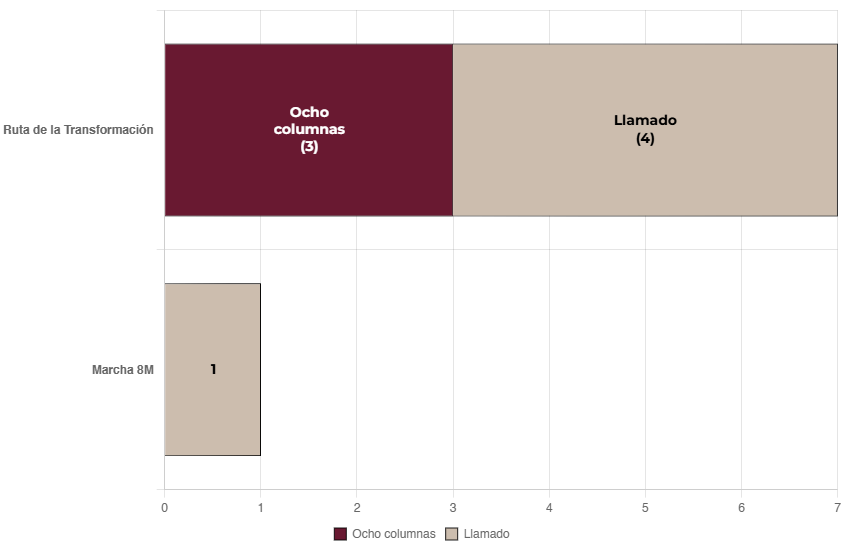 Ruta de la Transformación
Ocho
columnas
(3)
Llamado
(4)
Marcha 8M
1
0 1 2 3 4 5 6 7
Ocho columnas Llamado